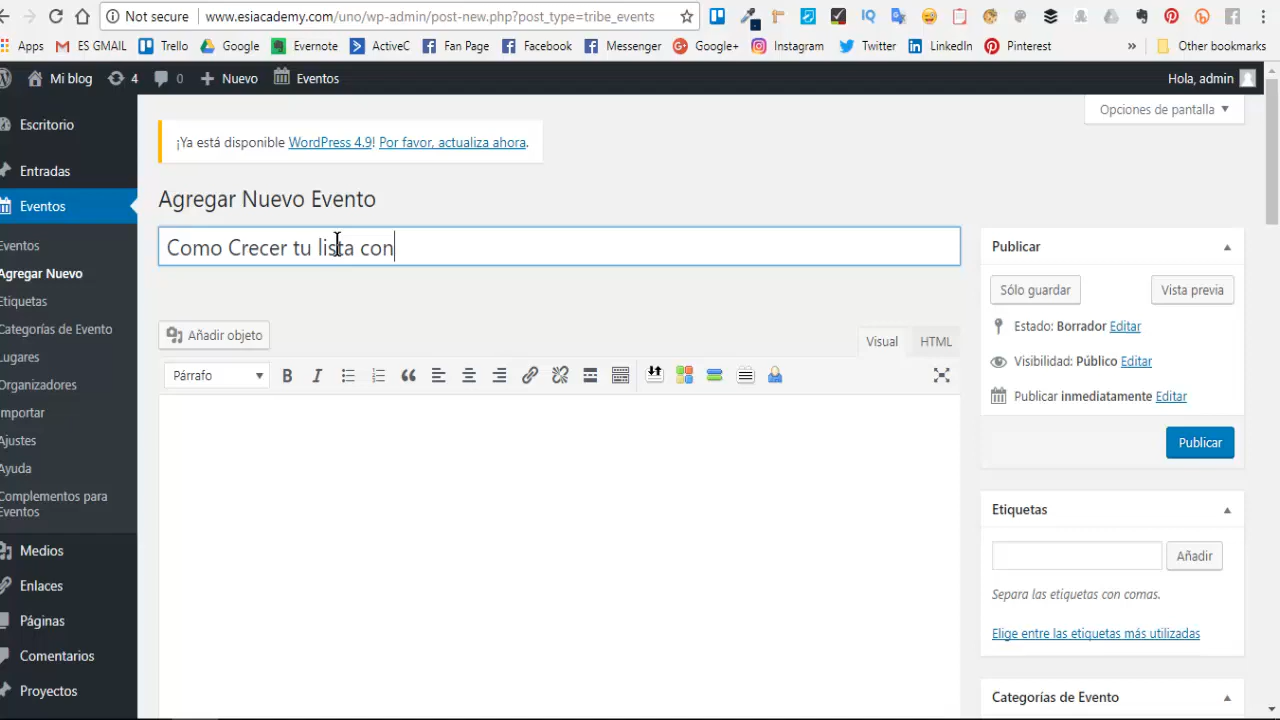 Not secure | www.esiacademy.com/uno/wp-admin/post-new.php?post_type=tribe_events
Apps ES GMAIL Trello Google Evernote ActiveC Fan Page Facebook Messenger Google+ Instagram Twitter LinkedIn Pinterest » Other bookmarks
Mi blog 4 0 Nuevo Eventos Hola, admin
Opciones de pantalla
Escritorio
Entradas
Eventos
Eventos
Agregar Nuevo
Etiquetas
Categorías de Evento
Lugares
Organizadores
Importar
Ajustes
Ayuda
Complementos para
Eventos
Medios
Enlaces
Páginas
Comentarios
Proyectos
¡Ya está disponible WordPress 4.9! Por favor, actualiza ahora.
Agregar Nuevo Evento
Como Crecer tu lista con
Añadir objeto
Visual HTML
Párrafo B I
Publicar
Sólo guardar Vista previa
Estado: Borrador Editar
Visibilidad: Público Editar
Publicar inmediatamente Editar
Publicar
Etiquetas
Añadir
Separa las etiquetas con comas.
Elige entre las etiquetas más utilizadas
Categorías de Evento